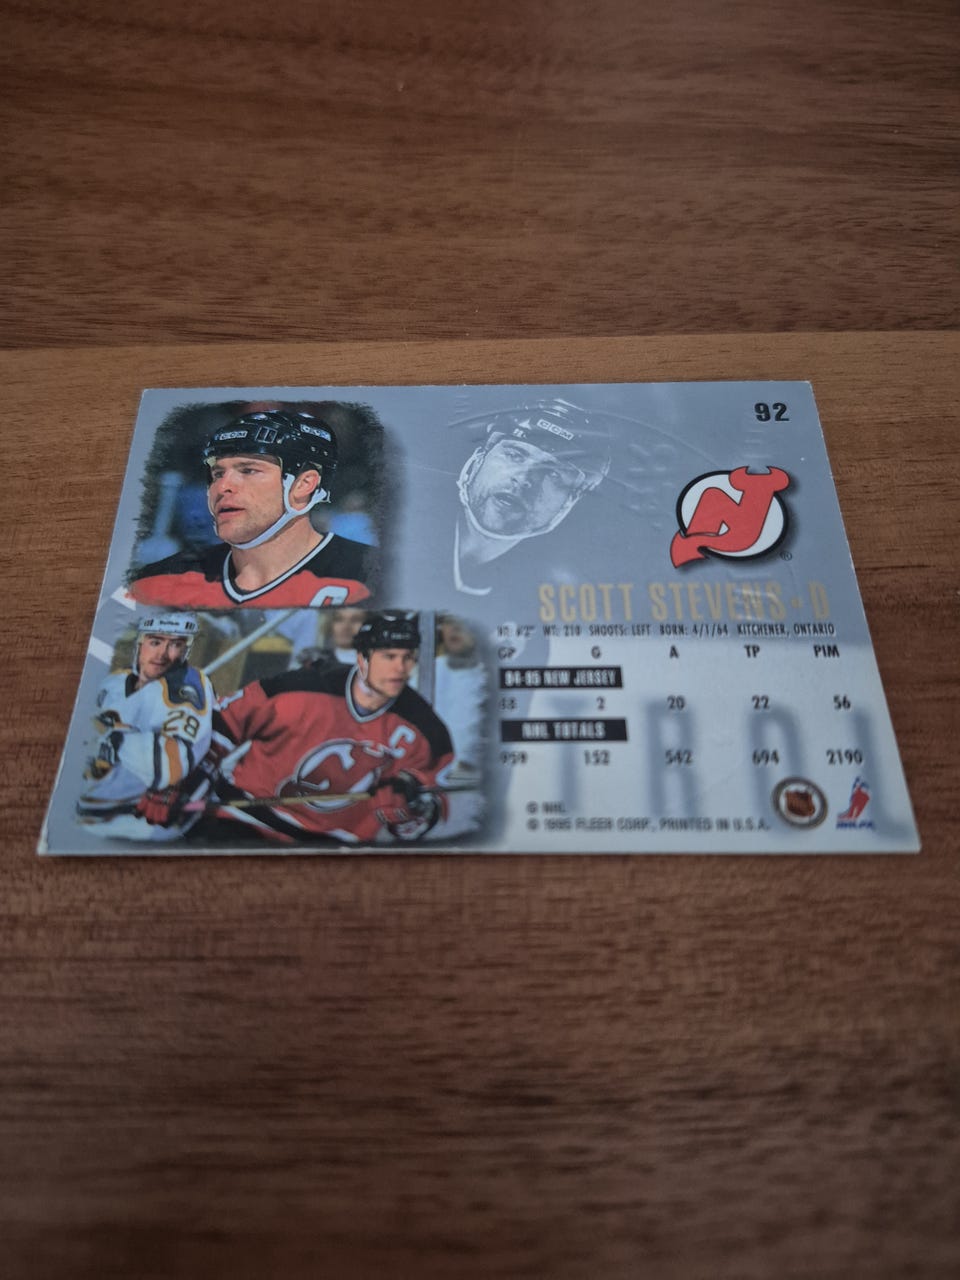 92
CCM
CCM
NJ
®
SCOTT STEVENS • D
HT: 6'2" WT: 210 SHOOTS: LEFT BORN: 4/1/64 KITCHENER, ONTARIO
GP G A TP PIM
94-95 NEW JERSEY
48 2 20 22 56
NHL TOTALS
959 152 542 694 2190
© NHL
© 1995 FLEER CORP., PRINTED IN U.S.A.
NHLPA
C
28
C